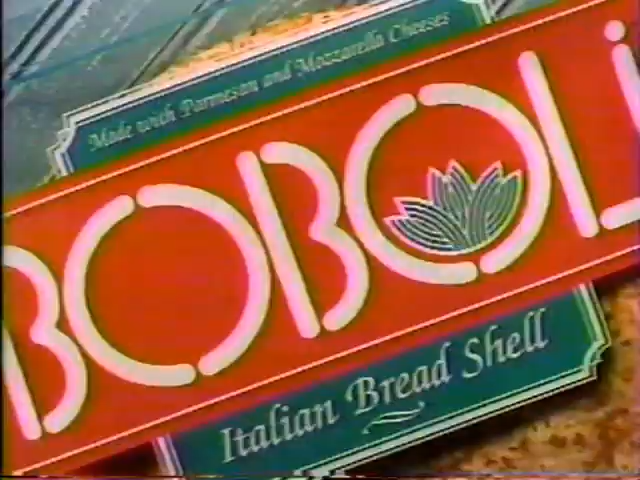 Made with Parmesan and Mozzarella Cheeses
BOBOLi
Italian Bread Shell